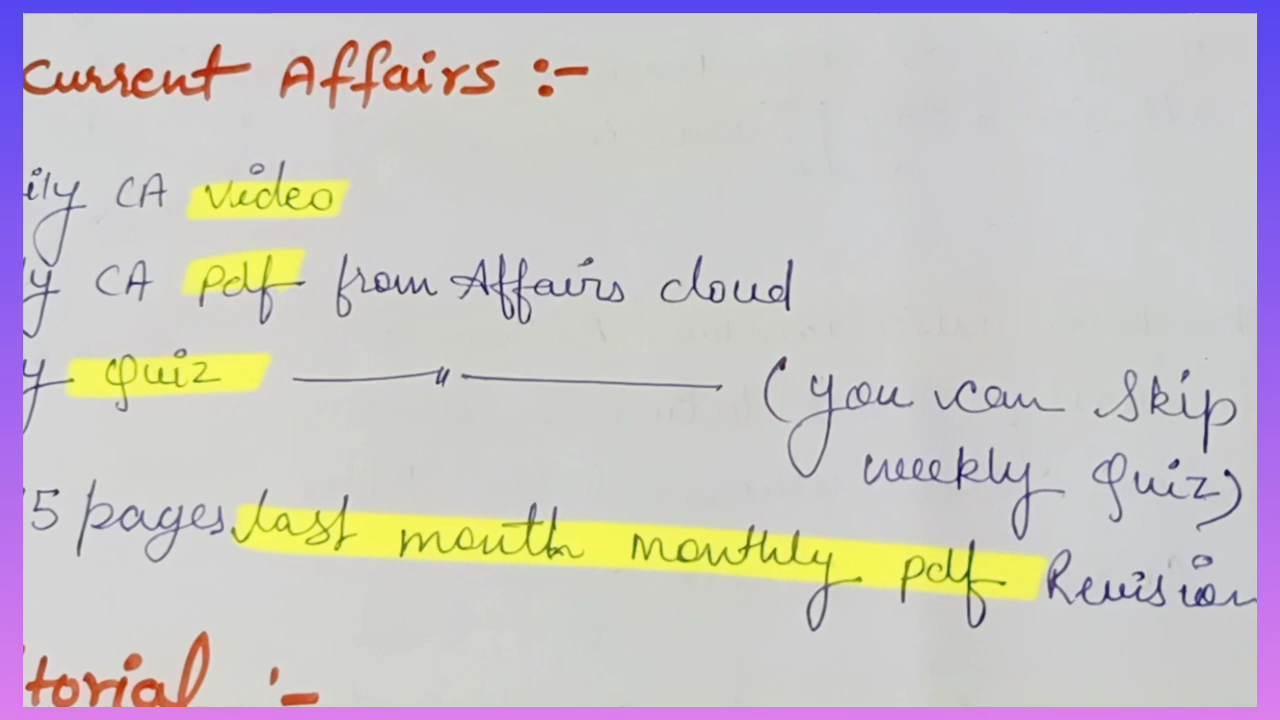 Current Affairs :-
ily CA video
y CA pdf from Affairs cloud
y Quiz —— " —— (you can skip
weekly Quiz)
5 pages last month monthly pdf Revision
torial :-